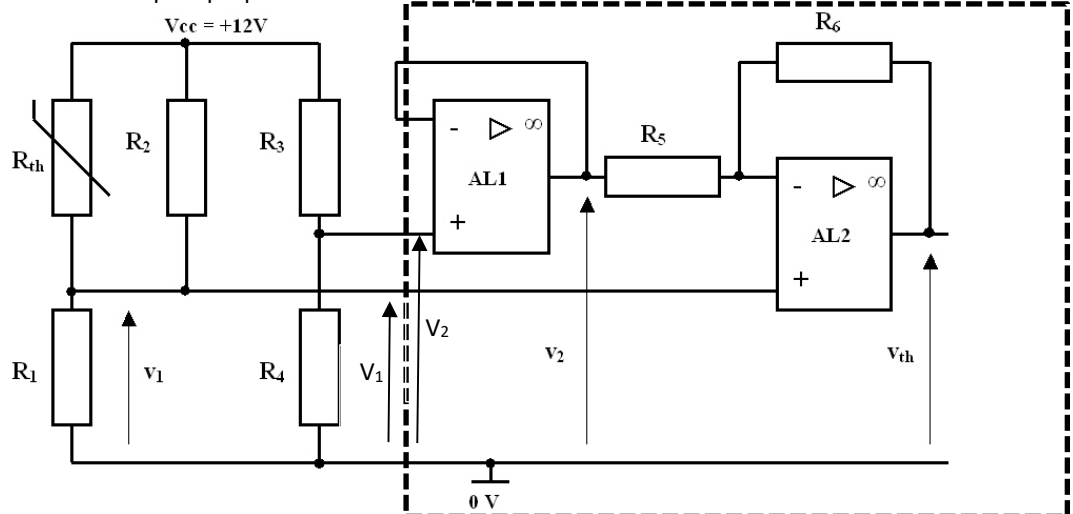 Vcc = +12V
R6
Rth
R2
R3
- ▷ ∞
AL1
+
R5
- ▷ ∞
AL2
+
R1
v1
R4
V1
V2
v2
vth
0 V